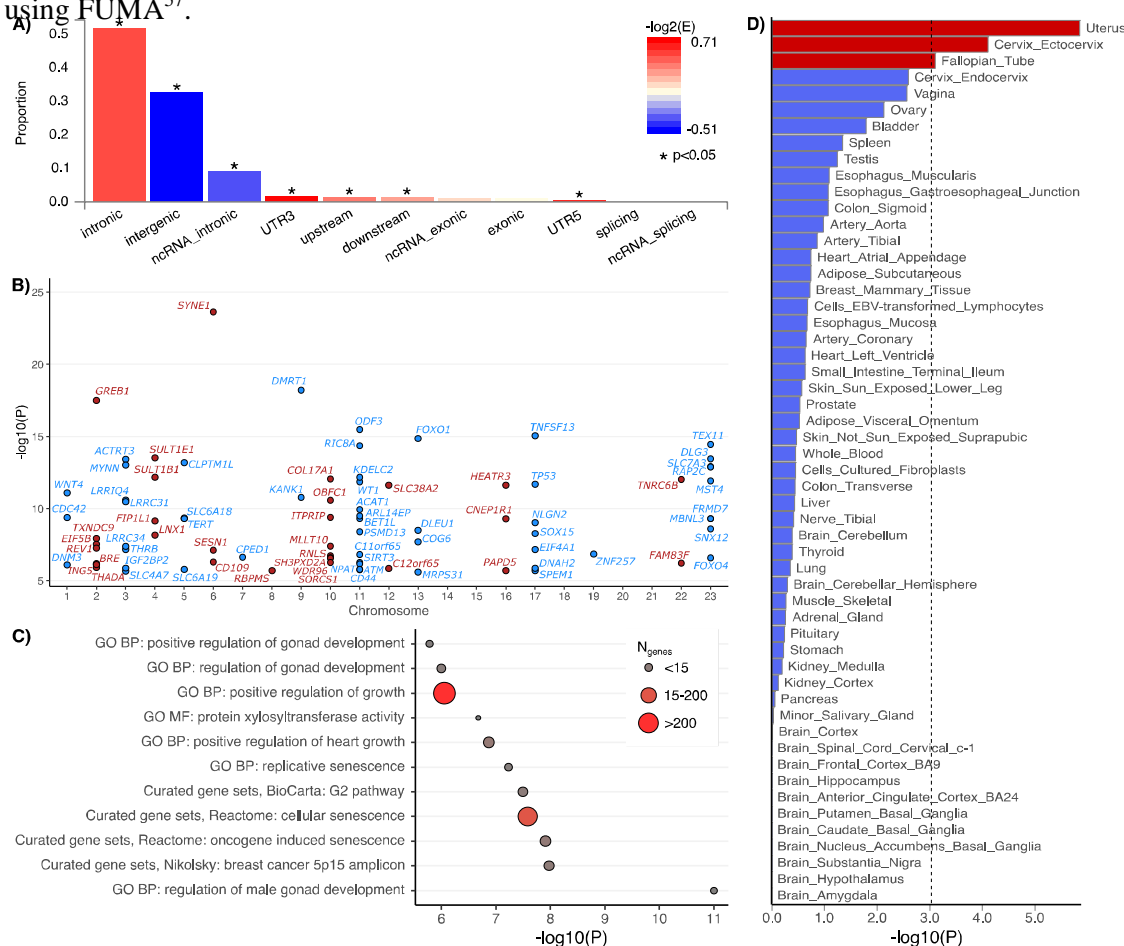 using FUMA57.
A)
0.5
0.4
0.3
0.2
0.1
0.0
Proportion
*
*
*
*
*
*
*
intronic
intergenic
ncRNA_intronic
UTR3
upstream
downstream
ncRNA_exonic
exonic
UTR5
splicing
ncRNA_splicing
-log2(E)
0.71
-0.51
* p<0.05
B)
25
20
15
10
5
-log10(P)
SYNE1
GREB1
DMRT1
ODF3
FOXO1
TNFSF13
RIC8A
TEX11
ACTRT3
SULT1E1
DLG3
MYNN
CLPTM1L
SLC7A3
SULT1B1
COL17A1
KDELC2
HEATR3
TP53
RAP2C
WNT4
LRRIQ4
KANK1
OBFC1
WT1
SLC38A2
TNRC6B
MST4
LRRC31
ACAT1
CDC42
FIP1L1
SLC6A18
ITPRIP
ARL14EP
CNEP1R1
NLGN2
FRMD7
TERT
BET1L
MBNL3
TXNDC9
LNX1
PSMD13
DLEU1
SOX15
EIF5B
LRRC34
SESN1
MLLT10
COG6
SNX12
REV1
THRB
CPED1
RNLS
C11orf65
EIF4A1
BRE
IGF2BP2
SH3PXD2A
SIRT3
ZNF257
FAM83F
DNM3
ING5
CD109
WDR96
NPAT
ATM
C12orf65
PAPD5
DNAH2
FOXO4
THADA
SLC4A7
SLC6A19
RBPMS
SORCS1
CD44
MRPS31
SPEM1
1 2 3 4 5 6 7 8 9 10 11 12 13 14 15 16 17 18 19 20 21 22 23
Chromosome
C)
GO BP: positive regulation of gonad development
GO BP: regulation of gonad development
GO BP: positive regulation of growth
GO MF: protein xylosyltransferase activity
GO BP: positive regulation of heart growth
GO BP: replicative senescence
Curated gene sets, BioCarta: G2 pathway
Curated gene sets, Reactome: cellular senescence
Curated gene sets, Reactome: oncogene induced senescence
Curated gene sets, Nikolsky: breast cancer 5p15 amplicon
GO BP: regulation of male gonad development
Ngenes
<15
15-200
>200
6 7 8 9 10 11
-log10(P)
D)
Uterus
Cervix_Ectocervix
Fallopian_Tube
Cervix_Endocervix
Vagina
Ovary
Bladder
Spleen
Testis
Esophagus_Muscularis
Esophagus_Gastroesophageal_Junction
Colon_Sigmoid
Artery_Aorta
Artery_Tibial
Heart_Atrial_Appendage
Adipose_Subcutaneous
Breast_Mammary_Tissue
Cells_EBV-transformed_Lymphocytes
Esophagus_Mucosa
Artery_Coronary
Heart_Left_Ventricle
Small_Intestine_Terminal_Ileum
Skin_Sun_Exposed_Lower_Leg
Prostate
Adipose_Visceral_Omentum
Skin_Not_Sun_Exposed_Suprapubic
Whole_Blood
Cells_Cultured_Fibroblasts
Colon_Transverse
Liver
Nerve_Tibial
Brain_Cerebellum
Thyroid
Lung
Brain_Cerebellar_Hemisphere
Muscle_Skeletal
Adrenal_Gland
Pituitary
Stomach
Kidney_Medulla
Kidney_Cortex
Pancreas
Minor_Salivary_Gland
Brain_Cortex
Brain_Spinal_Cord_Cervical_c-1
Brain_Frontal_Cortex_BA9
Brain_Hippocampus
Brain_Anterior_Cingulate_Cortex_BA24
Brain_Putamen_Basal_Ganglia
Brain_Caudate_Basal_Ganglia
Brain_Nucleus_Accumbens_Basal_Ganglia
Brain_Substantia_Nigra
Brain_Hypothalamus
Brain_Amygdala
0.0 1.0 2.0 3.0 4.0 5.0
-log10(P)